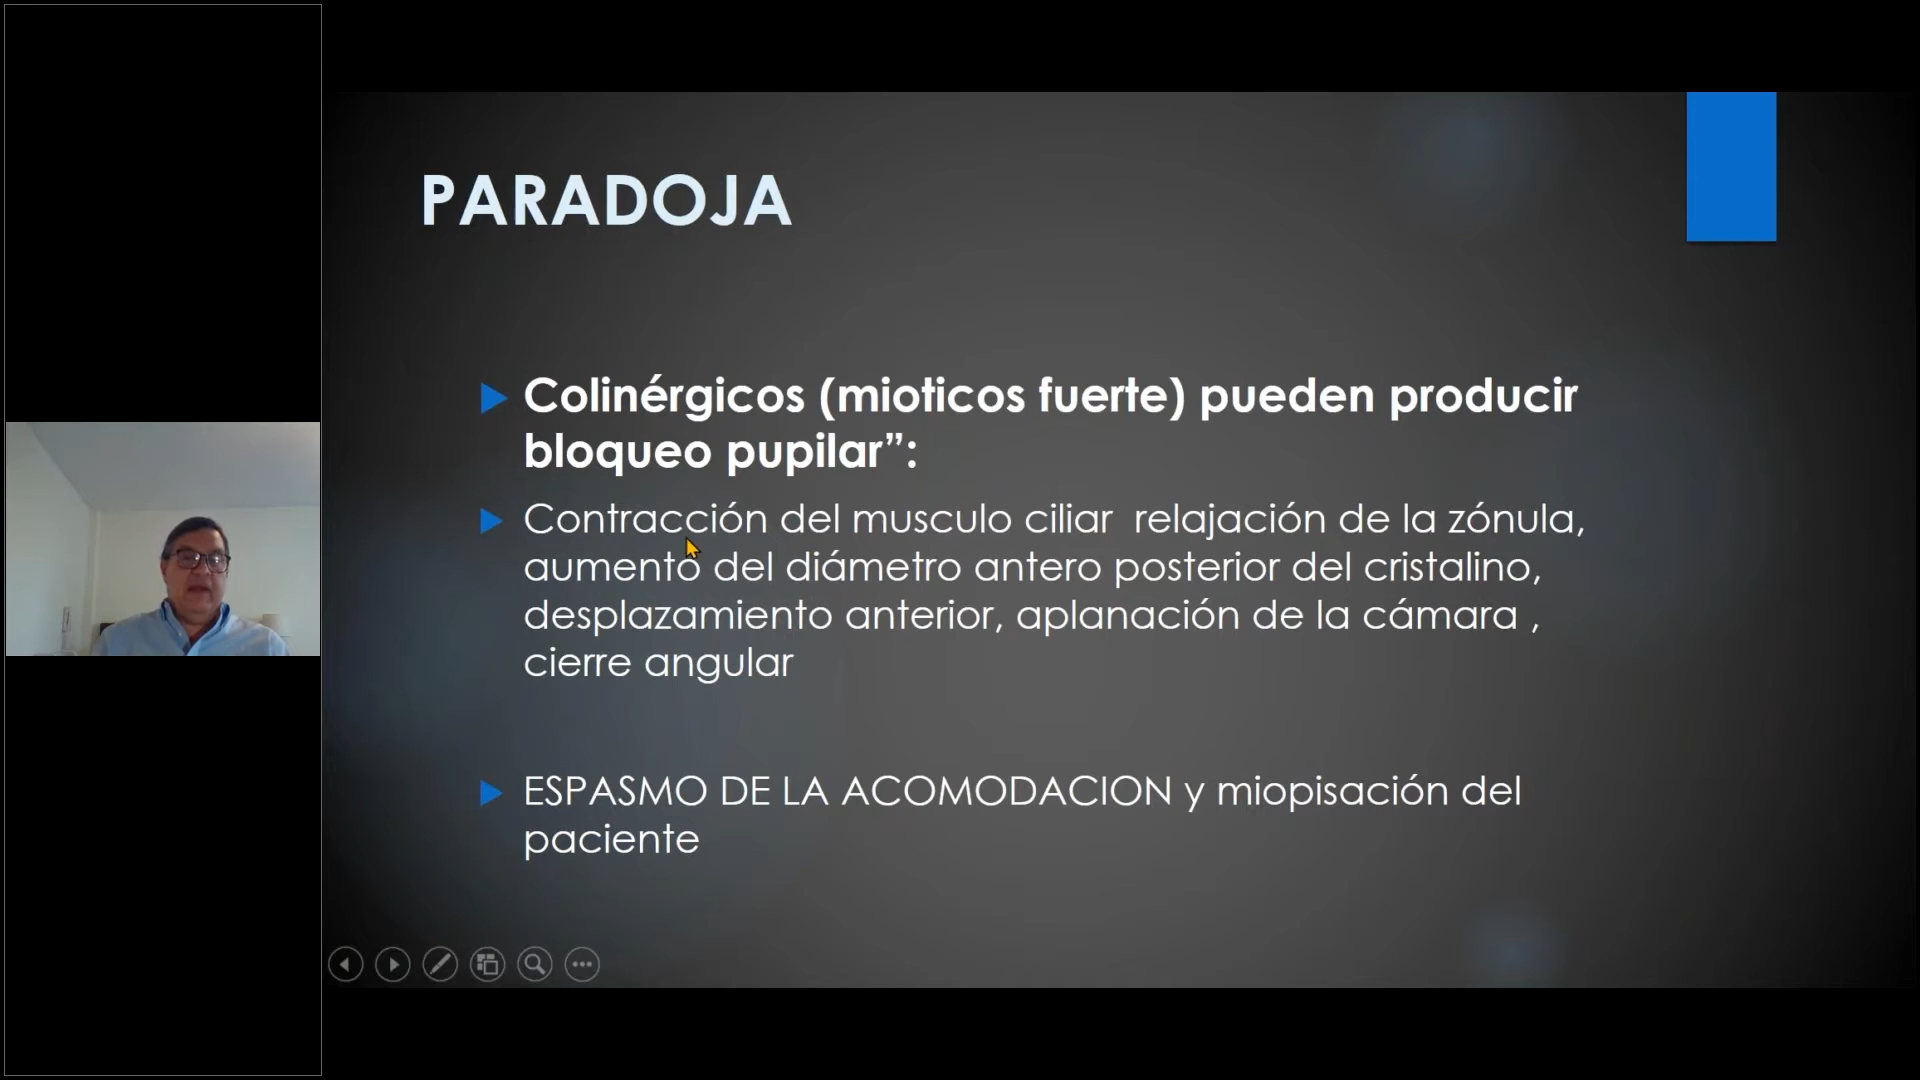 PARADOJA
Colinérgicos (mioticos fuerte) pueden producir
bloqueo pupilar”:
Contracción del musculo ciliar  relajación de la zónula,
aumento del diámetro antero posterior del cristalino,
desplazamiento anterior, aplanación de la cámara ,
cierre angular
ESPASMO DE LA ACOMODACION y miopisación del
paciente